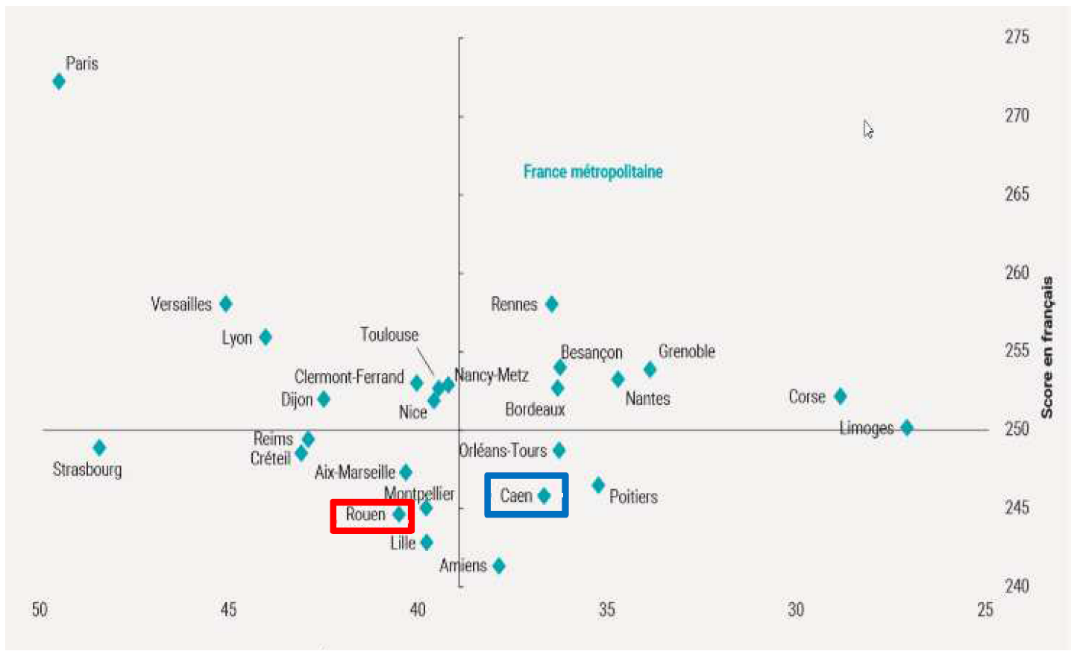 275
Paris
270
France métropolitaine
265
260
Versailles
Rennes
Lyon
Toulouse
255
Besançon
Grenoble
Clermont-Ferrand
Nancy-Metz
Dijon
Nice
Bordeaux
Nantes
Corse
Score en français
Limoges
250
Reims
Créteil
Orléans-Tours
Strasbourg
Aix-Marseille
Montpellier
Caen
Poitiers
245
Rouen
Lille
Amiens
240
50
45
40
35
30
25